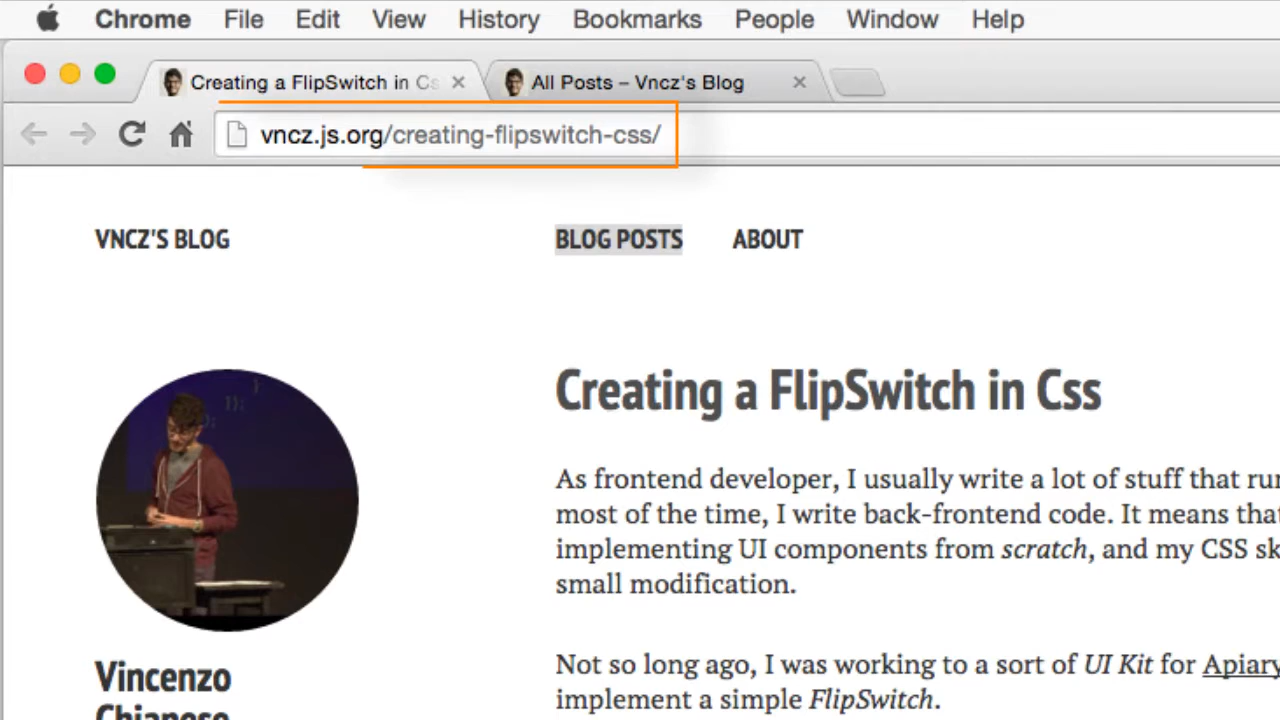 Chrome File Edit View History Bookmarks People Window Help
Creating a FlipSwitch in Cs All Posts – Vncz's Blog
vncz.js.org/creating-flipswitch-css/
VNCZ'S BLOG BLOG POSTS ABOUT
Creating a FlipSwitch in Css
As frontend developer, I usually write a lot of stuff that run
most of the time, I write back-frontend code. It means that
implementing UI components from scratch, and my CSS sk
small modification.
Vincenzo
Chianese
Not so long ago, I was working to a sort of UI Kit for Apiary
implement a simple FlipSwitch.